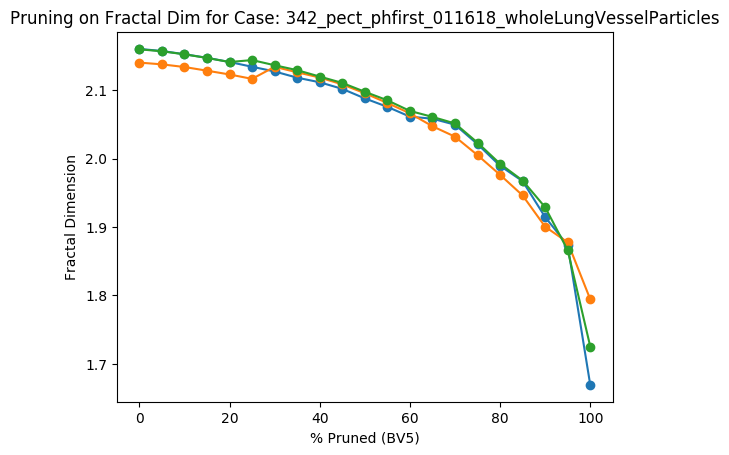 Pruning on Fractal Dim for Case: 342_pect_phfirst_011618_wholeLungVesselParticles
Fractal Dimension
2.1
2.0
1.9
1.8
1.7
0 20 40 60 80 100
% Pruned (BV5)